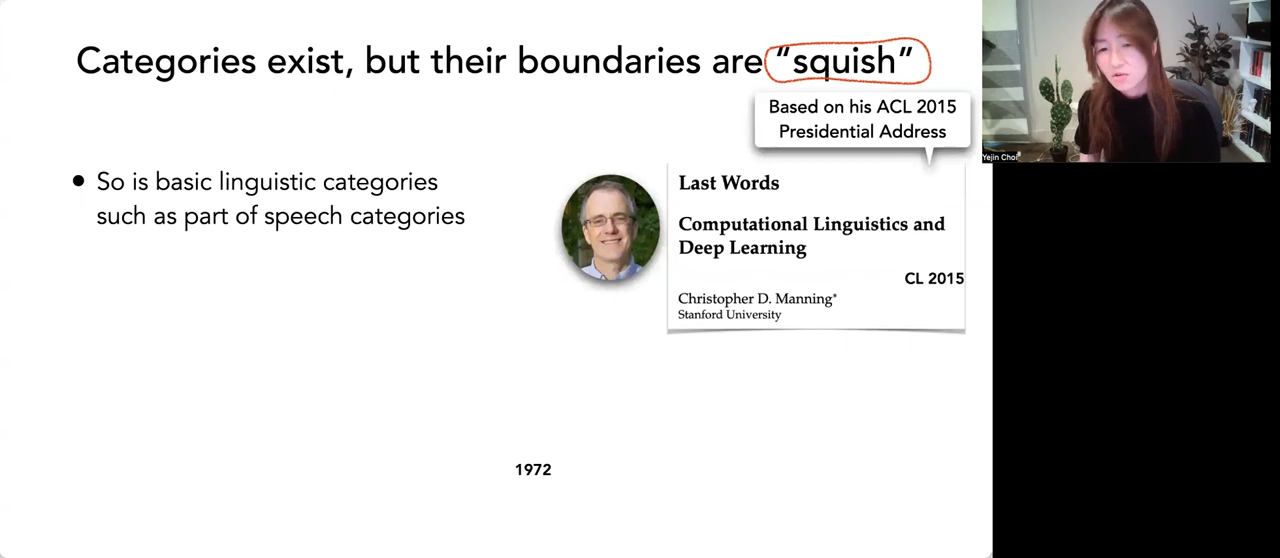 Categories exist, but their boundaries are “squish”
Based on his ACL 2015
Presidential Address
Yejin Choi
• So is basic linguistic categories
such as part of speech categories
Last Words
Computational Linguistics and
Deep Learning
CL 2015
Christopher D. Manning*
Stanford University
1972